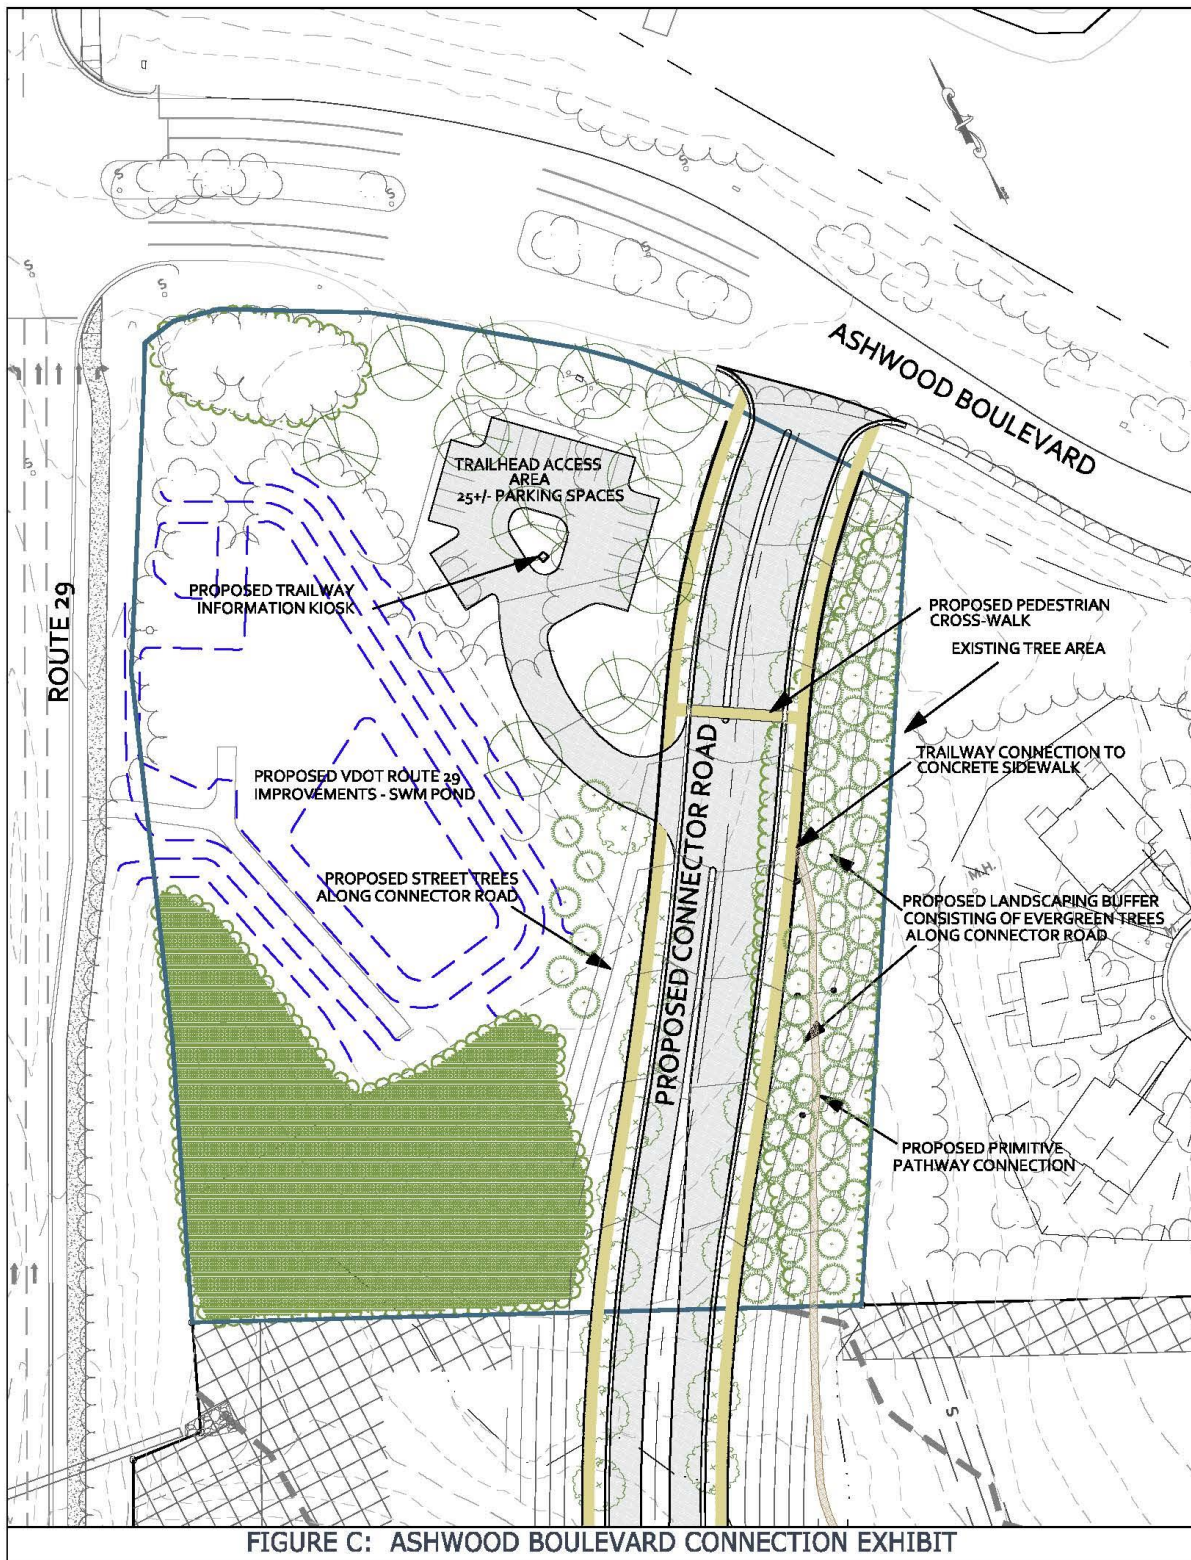 ASHWOOD BOULEVARD
TRAILHEAD ACCESS
AREA
25+/- PARKING SPACES
PROPOSED TRAILWAY
INFORMATION KIOSK
ROUTE 29
PROPOSED PEDESTRIAN
CROSS-WALK
EXISTING TREE AREA
TRAILWAY CONNECTION TO
CONCRETE SIDEWALK
PROPOSED VDOT ROUTE 29
IMPROVEMENTS - SWM POND
PROPOSED CONNECTOR ROAD
PROPOSED STREET TREES
ALONG CONNECTOR ROAD
M.H.
PROPOSED LANDSCAPING BUFFER
CONSISTING OF EVERGREEN TREES
ALONG CONNECTOR ROAD
PROPOSED PRIMITIVE
PATHWAY CONNECTION
S
S
S
S
S
S
S
S
FIGURE C: ASHWOOD BOULEVARD CONNECTION EXHIBIT